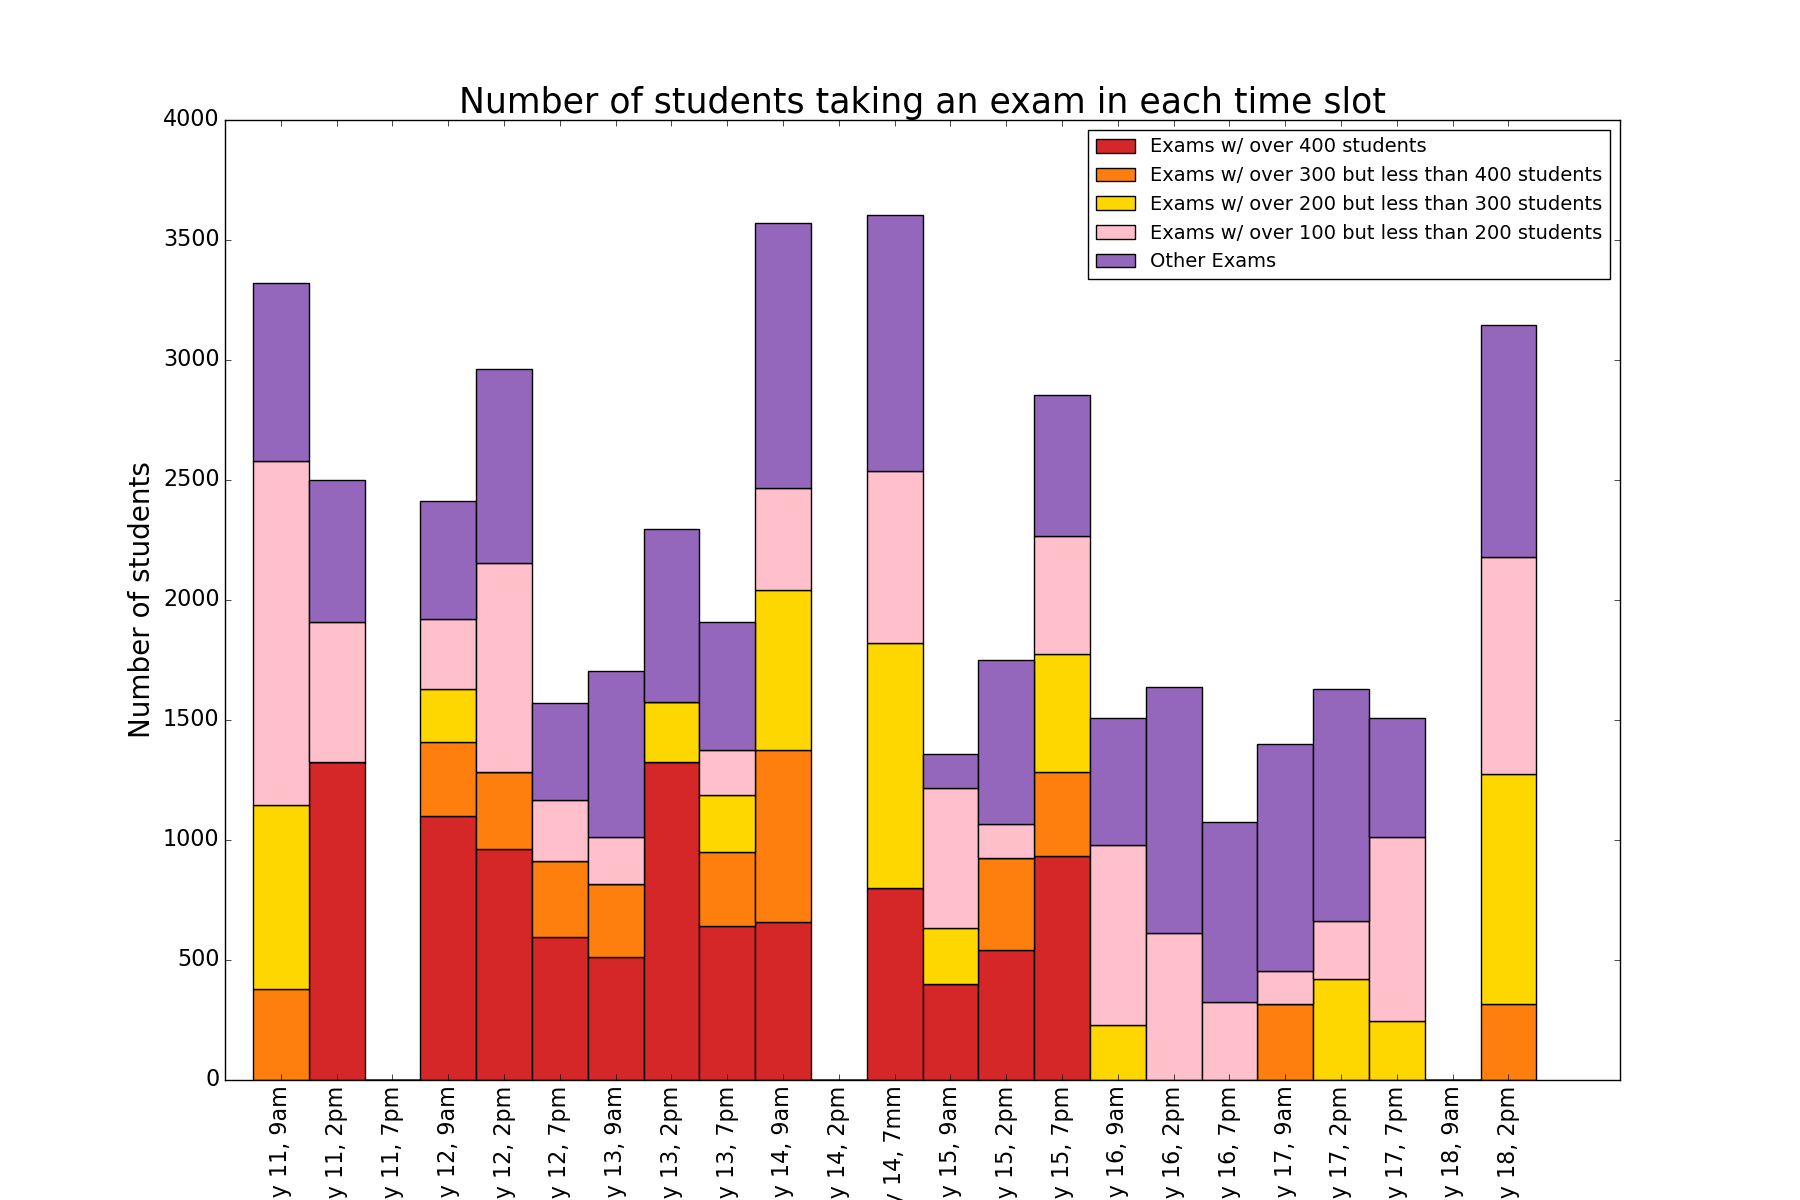 Number of students taking an exam in each time slot
Exams w/ over 400 students
Exams w/ over 300 but less than 400 students
Exams w/ over 200 but less than 300 students
Exams w/ over 100 but less than 200 students
Other Exams
Number of students
4000
3500
3000
2500
2000
1500
1000
500
0
y 11, 9am
y 11, 2pm
y 11, 7pm
y 12, 9am
y 12, 2pm
y 12, 7pm
y 13, 9am
y 13, 2pm
y 13, 7pm
y 14, 9am
y 14, 2pm
y 14, 7mm
y 15, 9am
y 15, 2pm
y 15, 7pm
y 16, 9am
y 16, 2pm
y 16, 7pm
y 17, 9am
y 17, 2pm
y 17, 7pm
y 18, 9am
y 18, 2pm